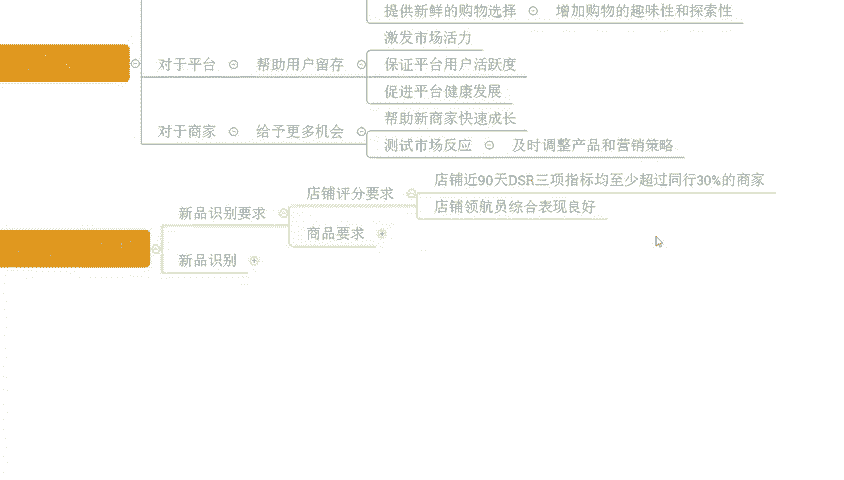 提供新鲜的购物选择 增加购物的趣味性和探索性
激发市场活力
对于平台 帮助用户留存 保证平台用户活跃度
促进平台健康发展
帮助新商家快速成长
对于商家 给予更多机会
测试市场反应 及时调整产品和营销策略
店铺近90天DSR三项指标均至少超过同行30%的商家
店铺评分要求
店铺领航员综合表现良好
新品识别要求
商品要求
新品识别